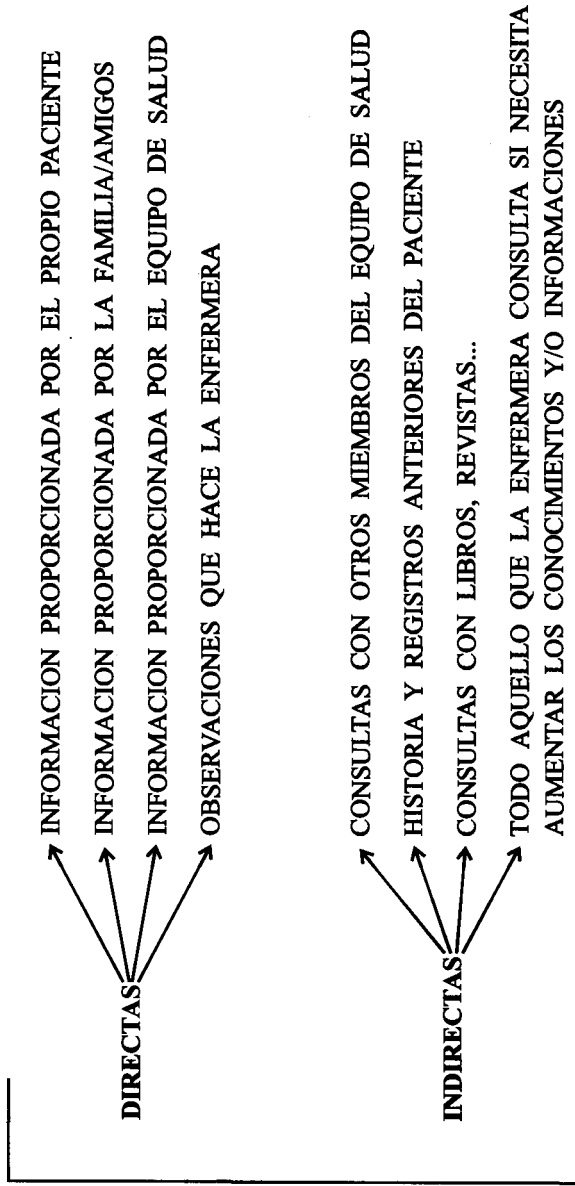 DIRECTAS
INFORMACION PROPORCIONADA POR EL PROPIO PACIENTE
INFORMACION PROPORCIONADA POR LA FAMILIA/AMIGOS
INFORMACION PROPORCIONADA POR EL EQUIPO DE SALUD
OBSERVACIONES QUE HACE LA ENFERMERA
INDIRECTAS
CONSULTAS CON OTROS MIEMBROS DEL EQUIPO DE SALUD
HISTORIA Y REGISTROS ANTERIORES DEL PACIENTE
CONSULTAS CON LIBROS, REVISTAS...
TODO AQUELLO QUE LA ENFERMERA CONSULTA SI NECESITA
AUMENTAR LOS CONOCIMIENTOS Y/O INFORMACIONES